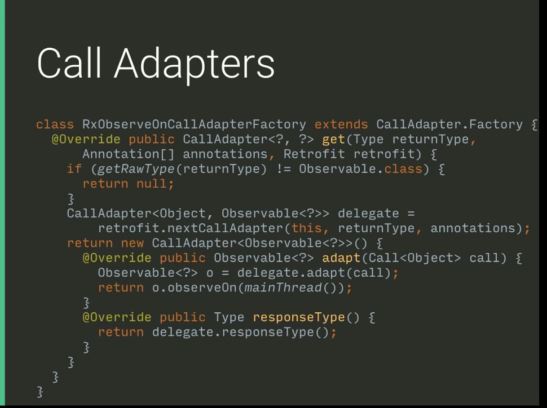 Call Adapters
class RxObserveOnCallAdapterFactory extends CallAdapter.Factory {
  @Override public CallAdapter<?, ?> get(Type returnType,
      Annotation[] annotations, Retrofit retrofit) {
    if (getRawType(returnType) != Observable.class) {
      return null;
    }
    CallAdapter<Object, Observable<?>> delegate =
        retrofit.nextCallAdapter(this, returnType, annotations);
    return new CallAdapter<Observable<?>>() {
      @Override public Observable<?> adapt(Call<Object> call) {
        Observable<?> o = delegate.adapt(call);
        return o.observeOn(mainThread());
      }
      @Override public Type responseType() {
        return delegate.responseType();
      }
    }
  }
}